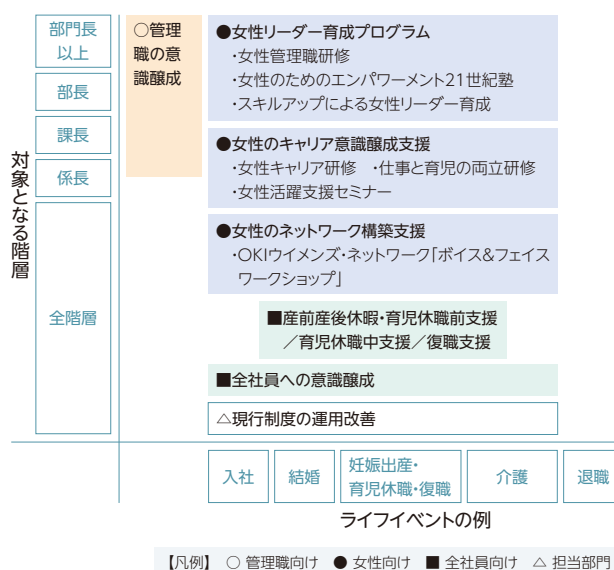 対象となる階層
部門長
以上
部長
課長
係長
全階層
○管理
職の意
識醸成
●女性リーダー育成プログラム
・女性管理職研修
・女性のためのエンパワーメント21世紀塾
・スキルアップによる女性リーダー育成
●女性のキャリア意識醸成支援
・女性キャリア研修 ・仕事と育児の両立研修
・女性活躍支援セミナー
●女性のネットワーク構築支援
・OKIウイメンズ・ネットワーク「ボイス&フェイス
ワークショップ」
■産前産後休暇・育児休職前支援
／育児休職中支援／復職支援
■全社員への意識醸成
△現行制度の運用改善
入社
結婚
妊娠出産・
育児休職・復職
介護
退職
ライフイベントの例
【凡例】 ○ 管理職向け ● 女性向け ■ 全社員向け △ 担当部門